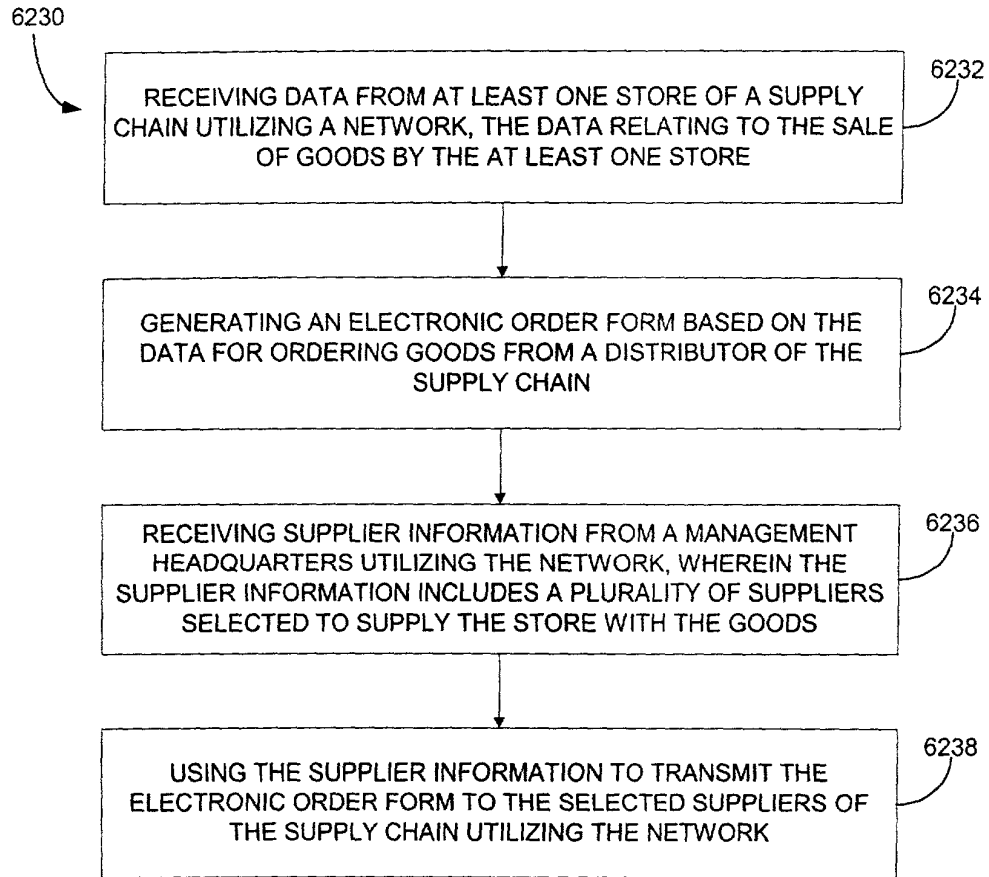 6230
6232
RECEIVING DATA FROM AT LEAST ONE STORE OF A SUPPLY
CHAIN UTILIZING A NETWORK, THE DATA RELATING TO THE SALE
OF GOODS BY THE AT LEAST ONE STORE
6234
GENERATING AN ELECTRONIC ORDER FORM BASED ON THE
DATA FOR ORDERING GOODS FROM A DISTRIBUTOR OF THE
SUPPLY CHAIN
6236
RECEIVING SUPPLIER INFORMATION FROM A MANAGEMENT
HEADQUARTERS UTILIZING THE NETWORK, WHEREIN THE
SUPPLIER INFORMATION INCLUDES A PLURALITY OF SUPPLIERS
SELECTED TO SUPPLY THE STORE WITH THE GOODS
6238
USING THE SUPPLIER INFORMATION TO TRANSMIT THE
ELECTRONIC ORDER FORM TO THE SELECTED SUPPLIERS OF
THE SUPPLY CHAIN UTILIZING THE NETWORK